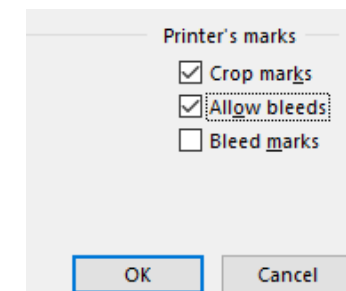 Printer's marks
Crop marks
Allow bleeds
Bleed marks
OK Cancel